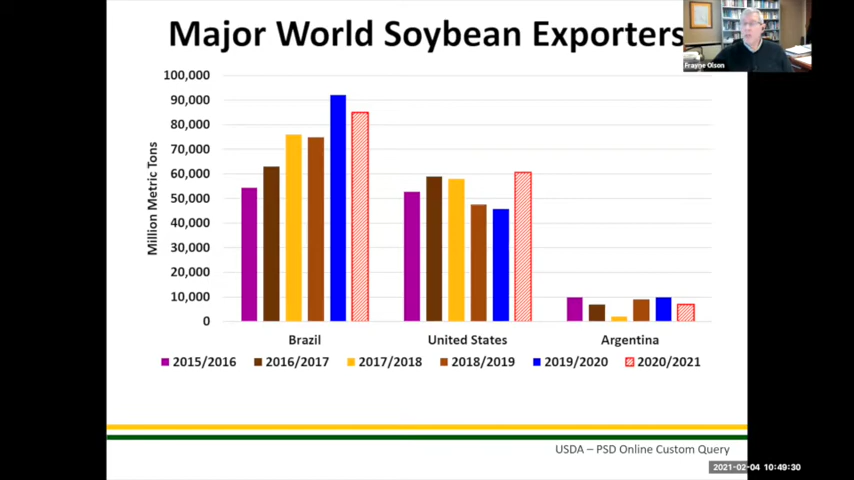 Major World Soybean Exporters
Frayne Olson
Million Metric Tons
100,000
90,000
80,000
70,000
60,000
50,000
40,000
30,000
20,000
10,000
0
Brazil United States Argentina
2015/2016 2016/2017 2017/2018 2018/2019 2019/2020 2020/2021
USDA – PSD Online Custom Query
2021-02-04 10:49:30